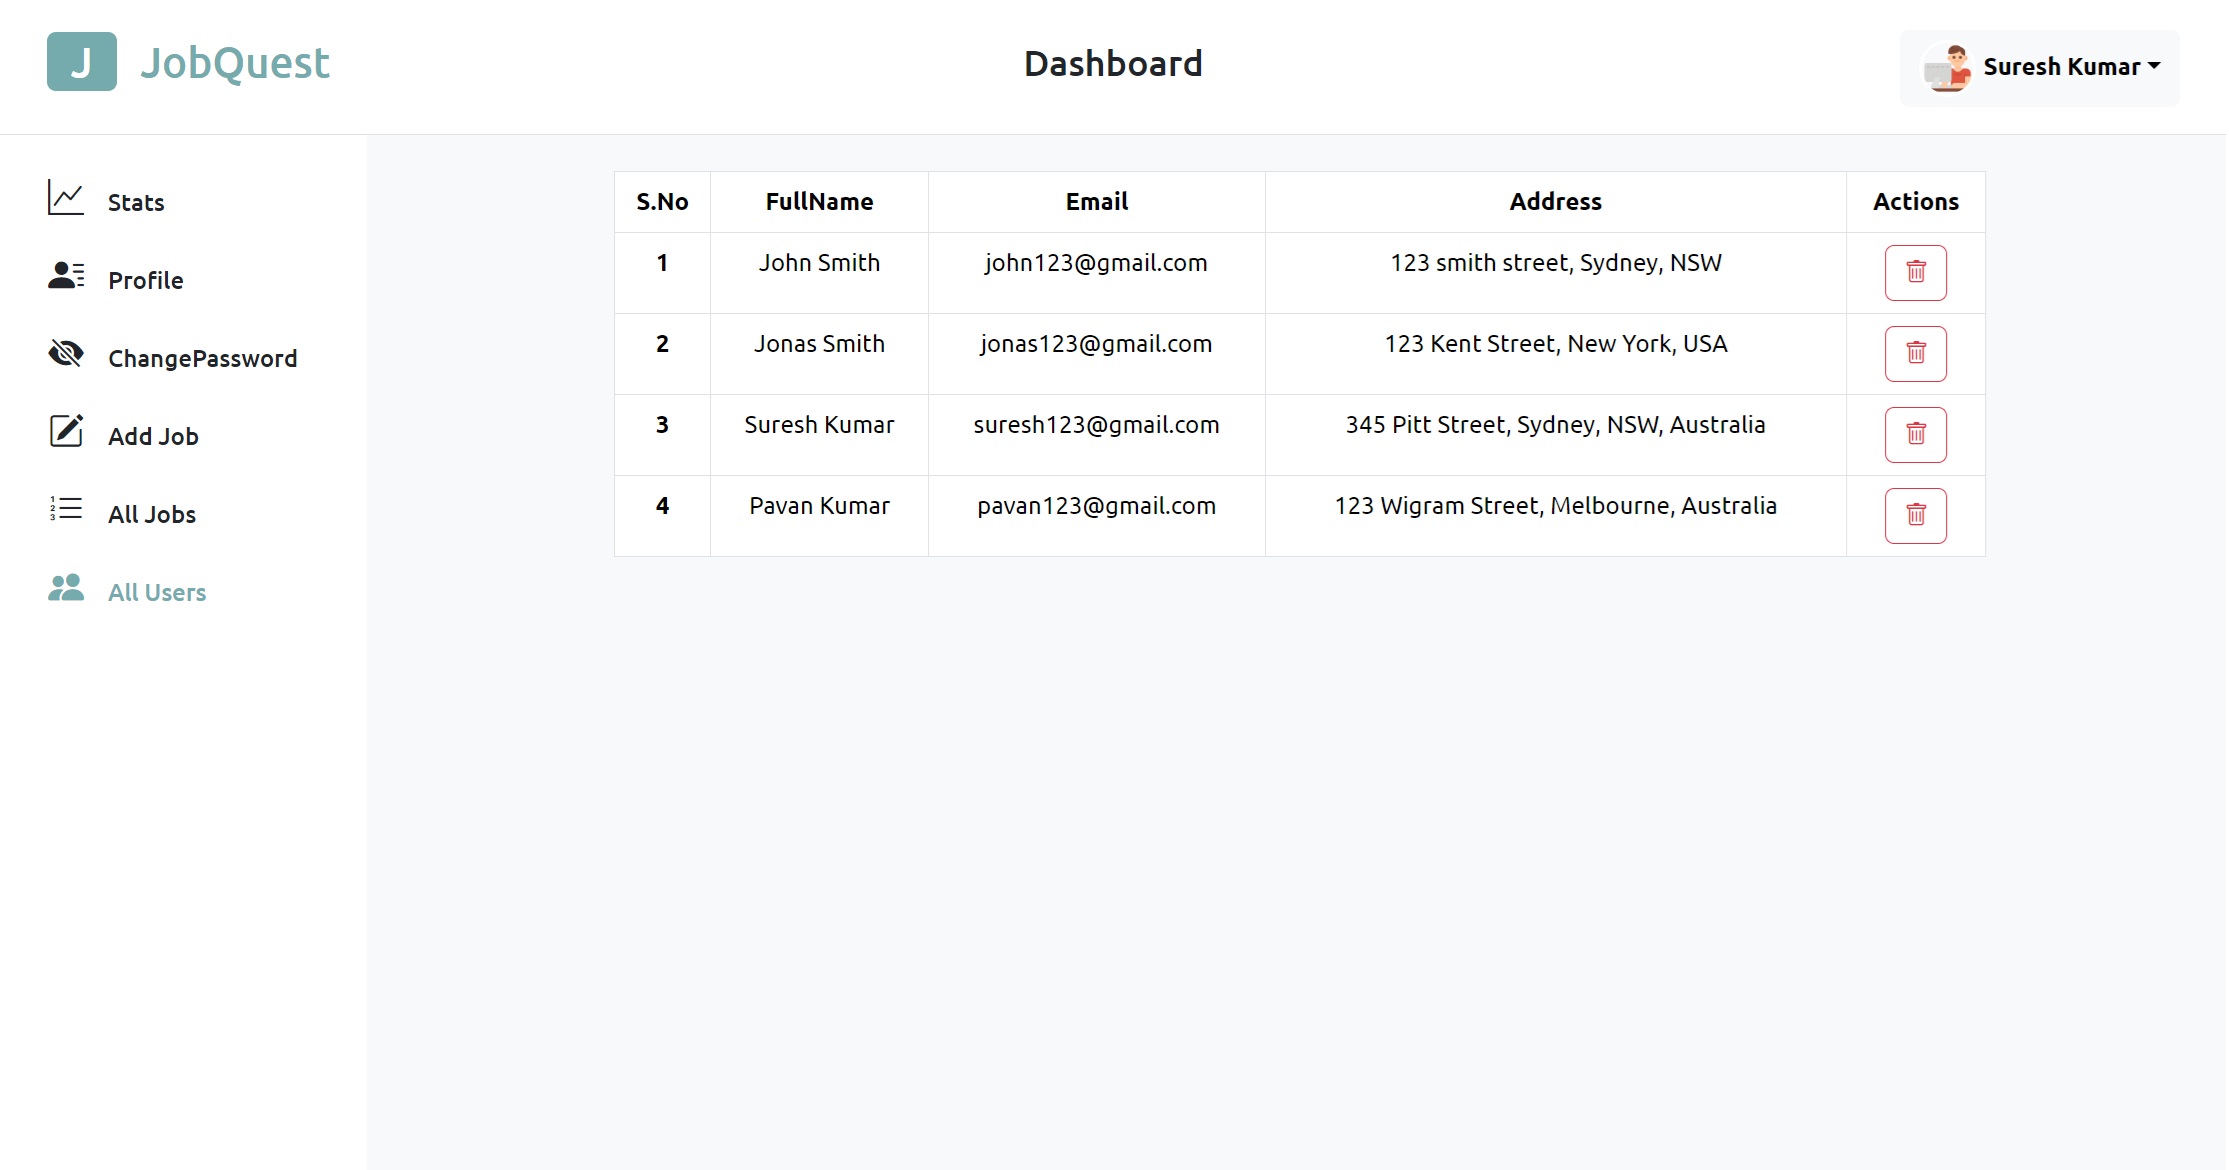 J JobQuest
Dashboard
Suresh Kumar
Stats
Profile
ChangePassword
Add Job
All Jobs
All Users
S.No FullName Email Address Actions
1 John Smith john123@gmail.com 123 smith street, Sydney, NSW
2 Jonas Smith jonas123@gmail.com 123 Kent Street, New York, USA
3 Suresh Kumar suresh123@gmail.com 345 Pitt Street, Sydney, NSW, Australia
4 Pavan Kumar pavan123@gmail.com 123 Wigram Street, Melbourne, Australia